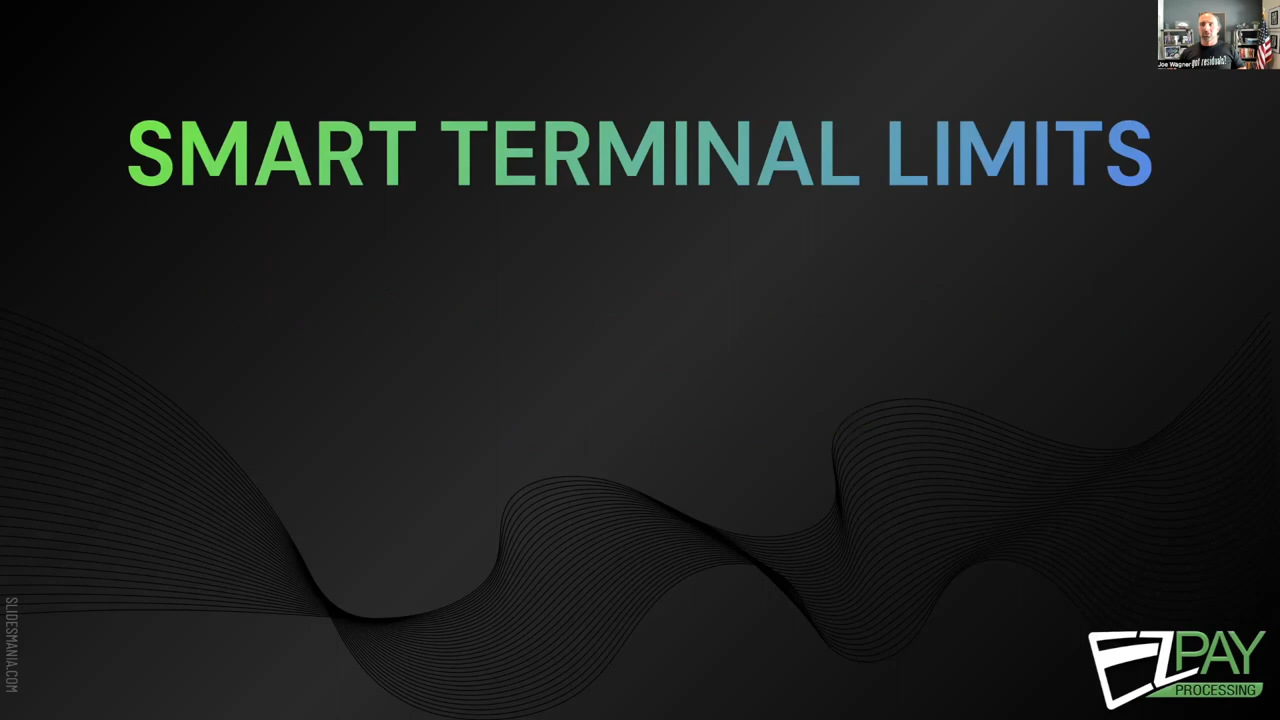 Joe Wagner
got residuals?
SMART TERMINAL LIMITS
SLIDESMANIA.COM
EZPAY
PROCESSING